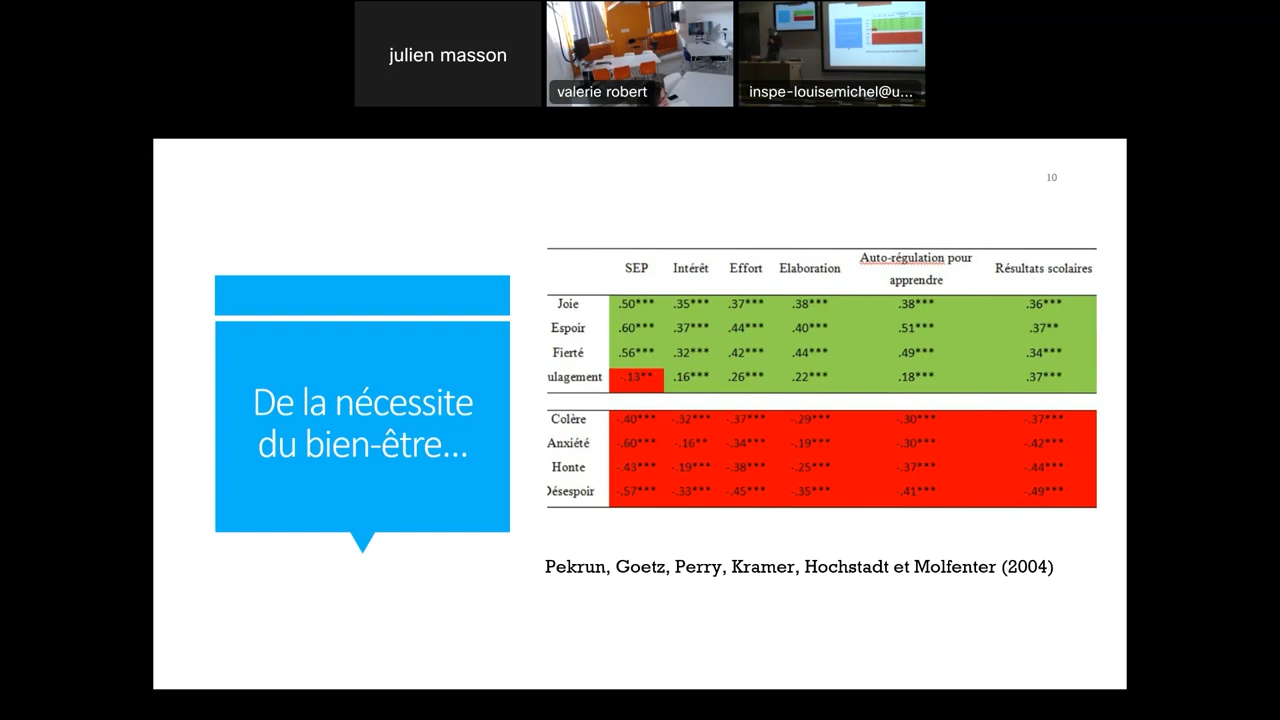 julien masson
valerie robert
inspe-louisemichel@u...
10
De la nécessite
du bien-être...
SEP Intérêt Effort Elaboration Auto-régulation pour apprendre Résultats scolaires
Joie .50*** .35*** .37*** .38*** .38*** .36***
Espoir .60*** .37*** .44*** .40*** .51*** .37**
Fierté .56*** .32*** .42*** .44*** .49*** .34***
ulagement -.13** .16*** .26*** .22*** .18*** .37***
Colère -.40*** -.32*** -.37*** -.29*** -.30*** -.37***
Anxiété -.60*** -.16** -.34*** -.19*** -.30*** -.42***
Honte -.43*** -.19*** -.38*** -.25*** -.37*** -.44***
Désespoir -.57*** -.33*** -.45*** -.35*** -.41*** -.49***
Pekrun, Goetz, Perry, Kramer, Hochstadt et Molfenter (2004)